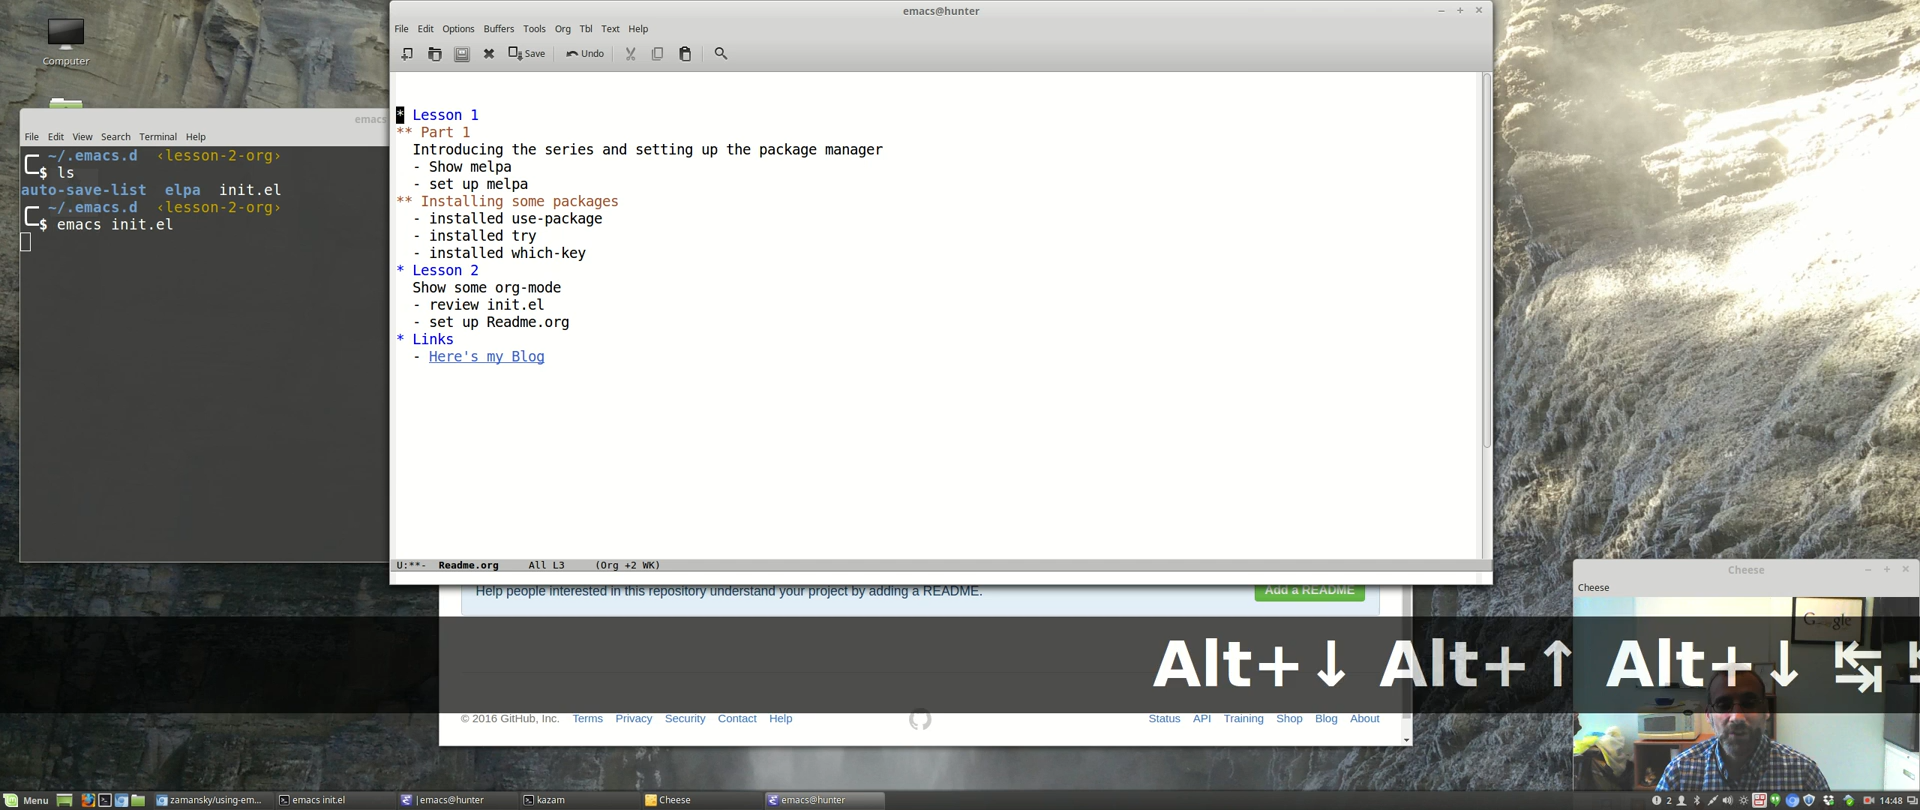 Computer
emacs@hunter
File Edit Options Buffers Tools Org Tbl Text Help
Save Undo
* Lesson 1
** Part 1
Introducing the series and setting up the package manager
- Show melpa
- set up melpa
** Installing some packages
- installed use-package
- installed try
- installed which-key
* Lesson 2
Show some org-mode
- review init.el
- set up Readme.org
* Links
- Here's my Blog
U:**- Readme.org All L3 (Org +2 WK)
emacs
File Edit View Search Terminal Help
~/.emacs.d ‹lesson-2-org›
$ ls
auto-save-list elpa init.el
~/.emacs.d ‹lesson-2-org›
$ emacs init.el
Help people interested in this repository understand your project by adding a README.
Add a README
Alt+↓ Alt+↑ Alt+↓ ↹
© 2016 GitHub, Inc. Terms Privacy Security Contact Help
Status API Training Shop Blog About
Cheese
Cheese
Google
Menu
zamansky/using-em...
emacs init.el
emacs@hunter
kazam
Cheese
emacs@hunter
2
14:48